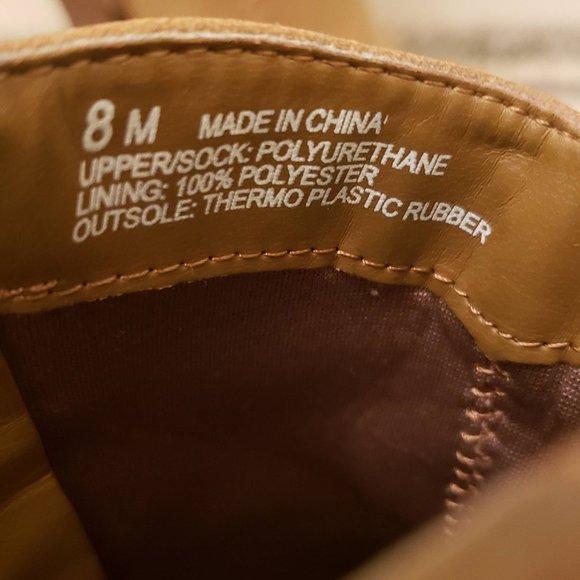 8 M MADE IN CHINA
UPPER/SOCK: POLYURETHANE
LINING: 100% POLYESTER
OUTSOLE: THERMO PLASTIC RUBBER